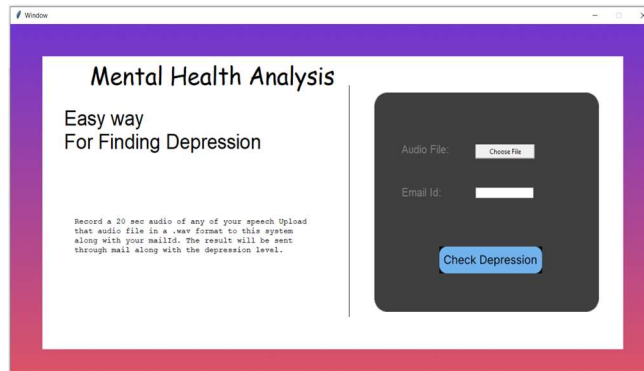 Window
Mental Health Analysis
Easy way
For Finding Depression
Record a 20 sec audio of any of your speech Upload
that audio file in a .wav format to this system
along with your mailId. The result will be sent
through mail along with the depression level.
Audio File:
Choose File
Email Id:
Check Depression